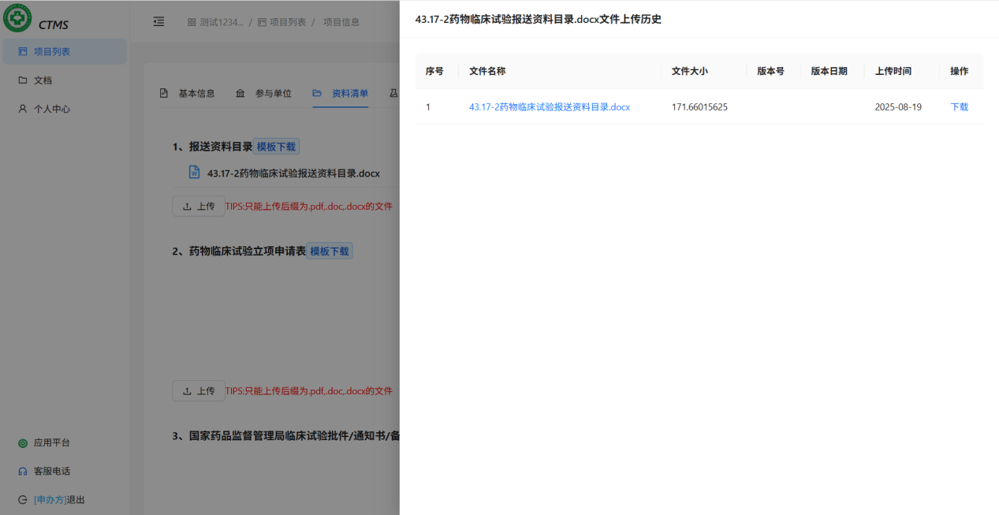 CTMS
项目列表
文档
个人中心
应用平台
客服电话
[申办方]退出
测试1234... / 项目列表 / 项目信息
基本信息 参与单位 资料清单
1、报送资料目录 模板下载
43.17-2药物临床试验报送资料目录.docx
上传 TIPS:只能上传后缀为.pdf,.doc,.docx的文件
2、药物临床试验立项申请表 模板下载
上传 TIPS:只能上传后缀为.pdf,.doc,.docx的文件
3、国家药品监督管理局临床试验批件/通知书/备
43.17-2药物临床试验报送资料目录.docx文件上传历史
序号 文件名称 文件大小 版本号 版本日期 上传时间 操作
1 43.17-2药物临床试验报送资料目录.docx 171.66015625 2025-08-19 下载